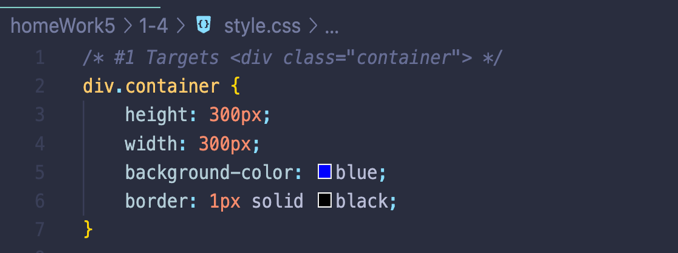 homeWork5 > 1-4 > style.css > ...
1 /* #1 Targets <div class="container"> */
2 div.container {
3 height: 300px;
4 width: 300px;
5 background-color: blue;
6 border: 1px solid black;
7 }